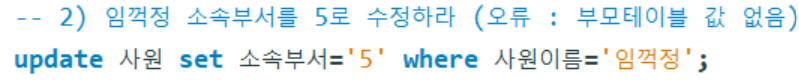 -- 2) 임꺽정 소속부서를 5로 수정하라 (오류 : 부모테이블 값 없음)
update 사원 set 소속부서='5' where 사원이름='임꺽정';